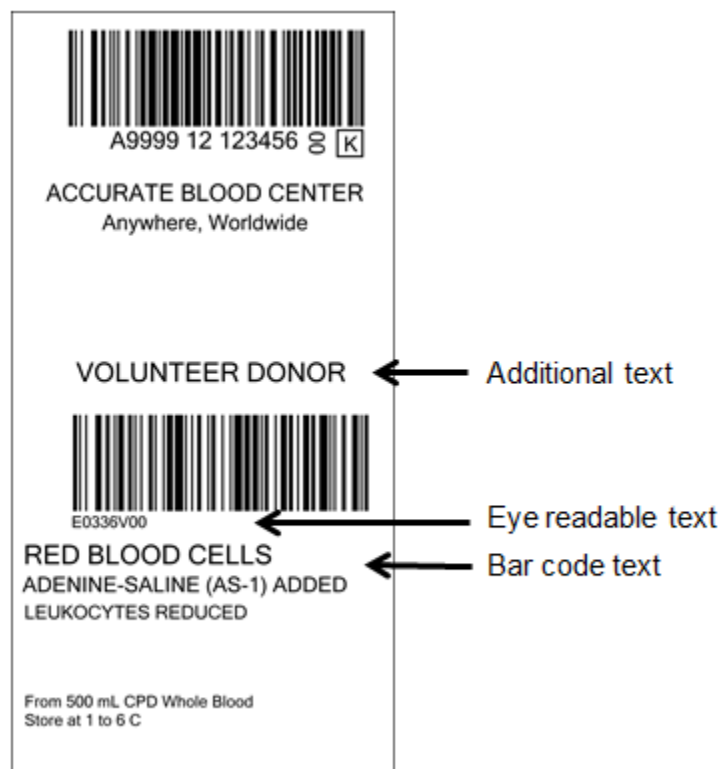 A9999 12 123456 00 K
ACCURATE BLOOD CENTER
Anywhere, Worldwide
VOLUNTEER DONOR
Additional text
E0336V00
Eye readable text
RED BLOOD CELLS
Bar code text
ADENINE-SALINE (AS-1) ADDED
LEUKOCYTES REDUCED
From 500 mL CPD Whole Blood
Store at 1 to 6 C